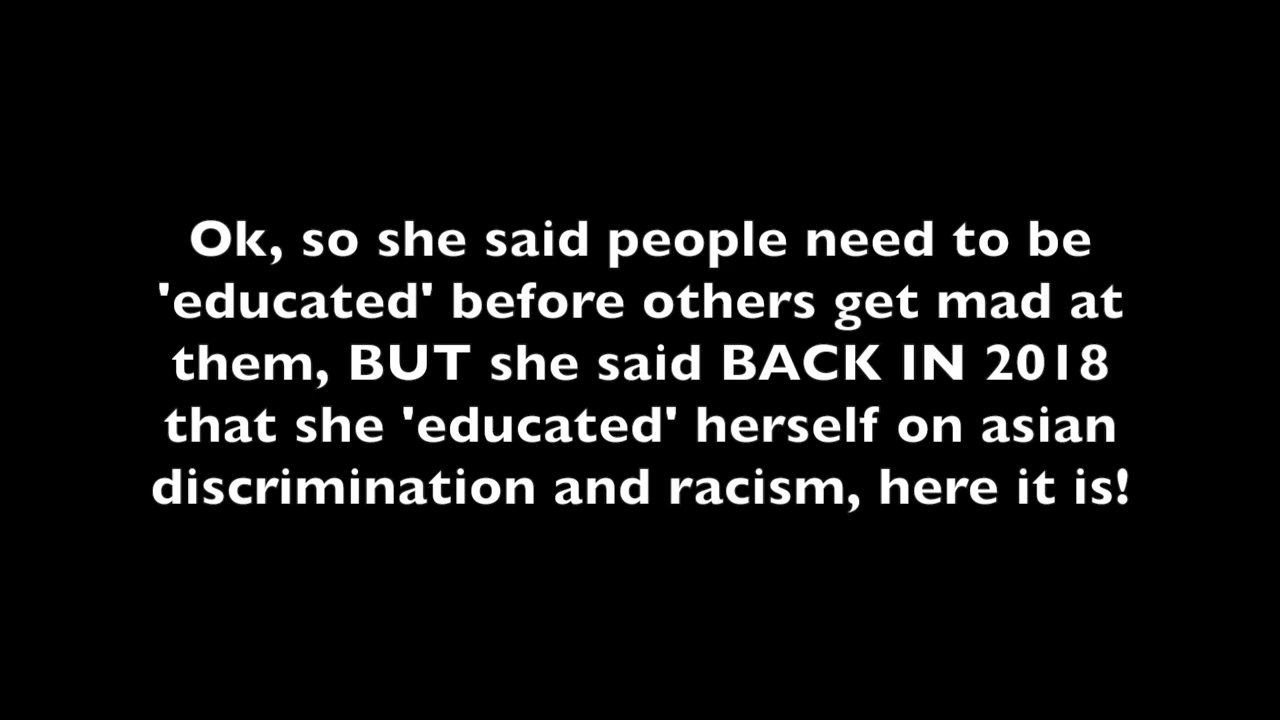 Ok, so she said people need to be
'educated' before others get mad at
them, BUT she said BACK IN 2018
that she 'educated' herself on asian
discrimination and racism, here it is!